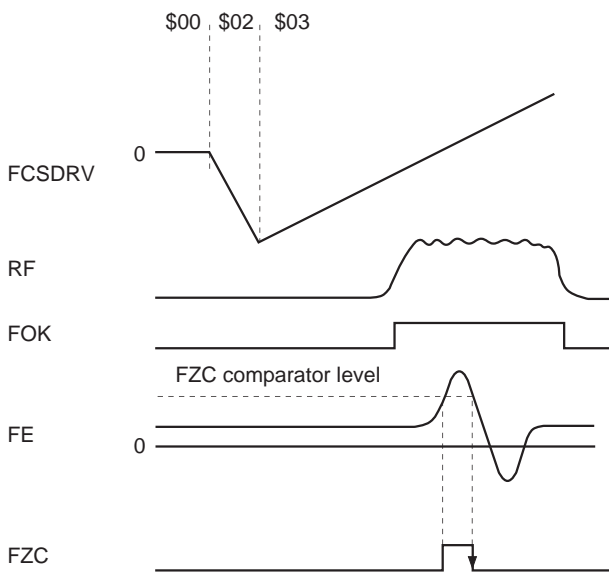 $00 $02 $03
0
FCSDRV
RF
FOK
FZC comparator level
FE
0
FZC